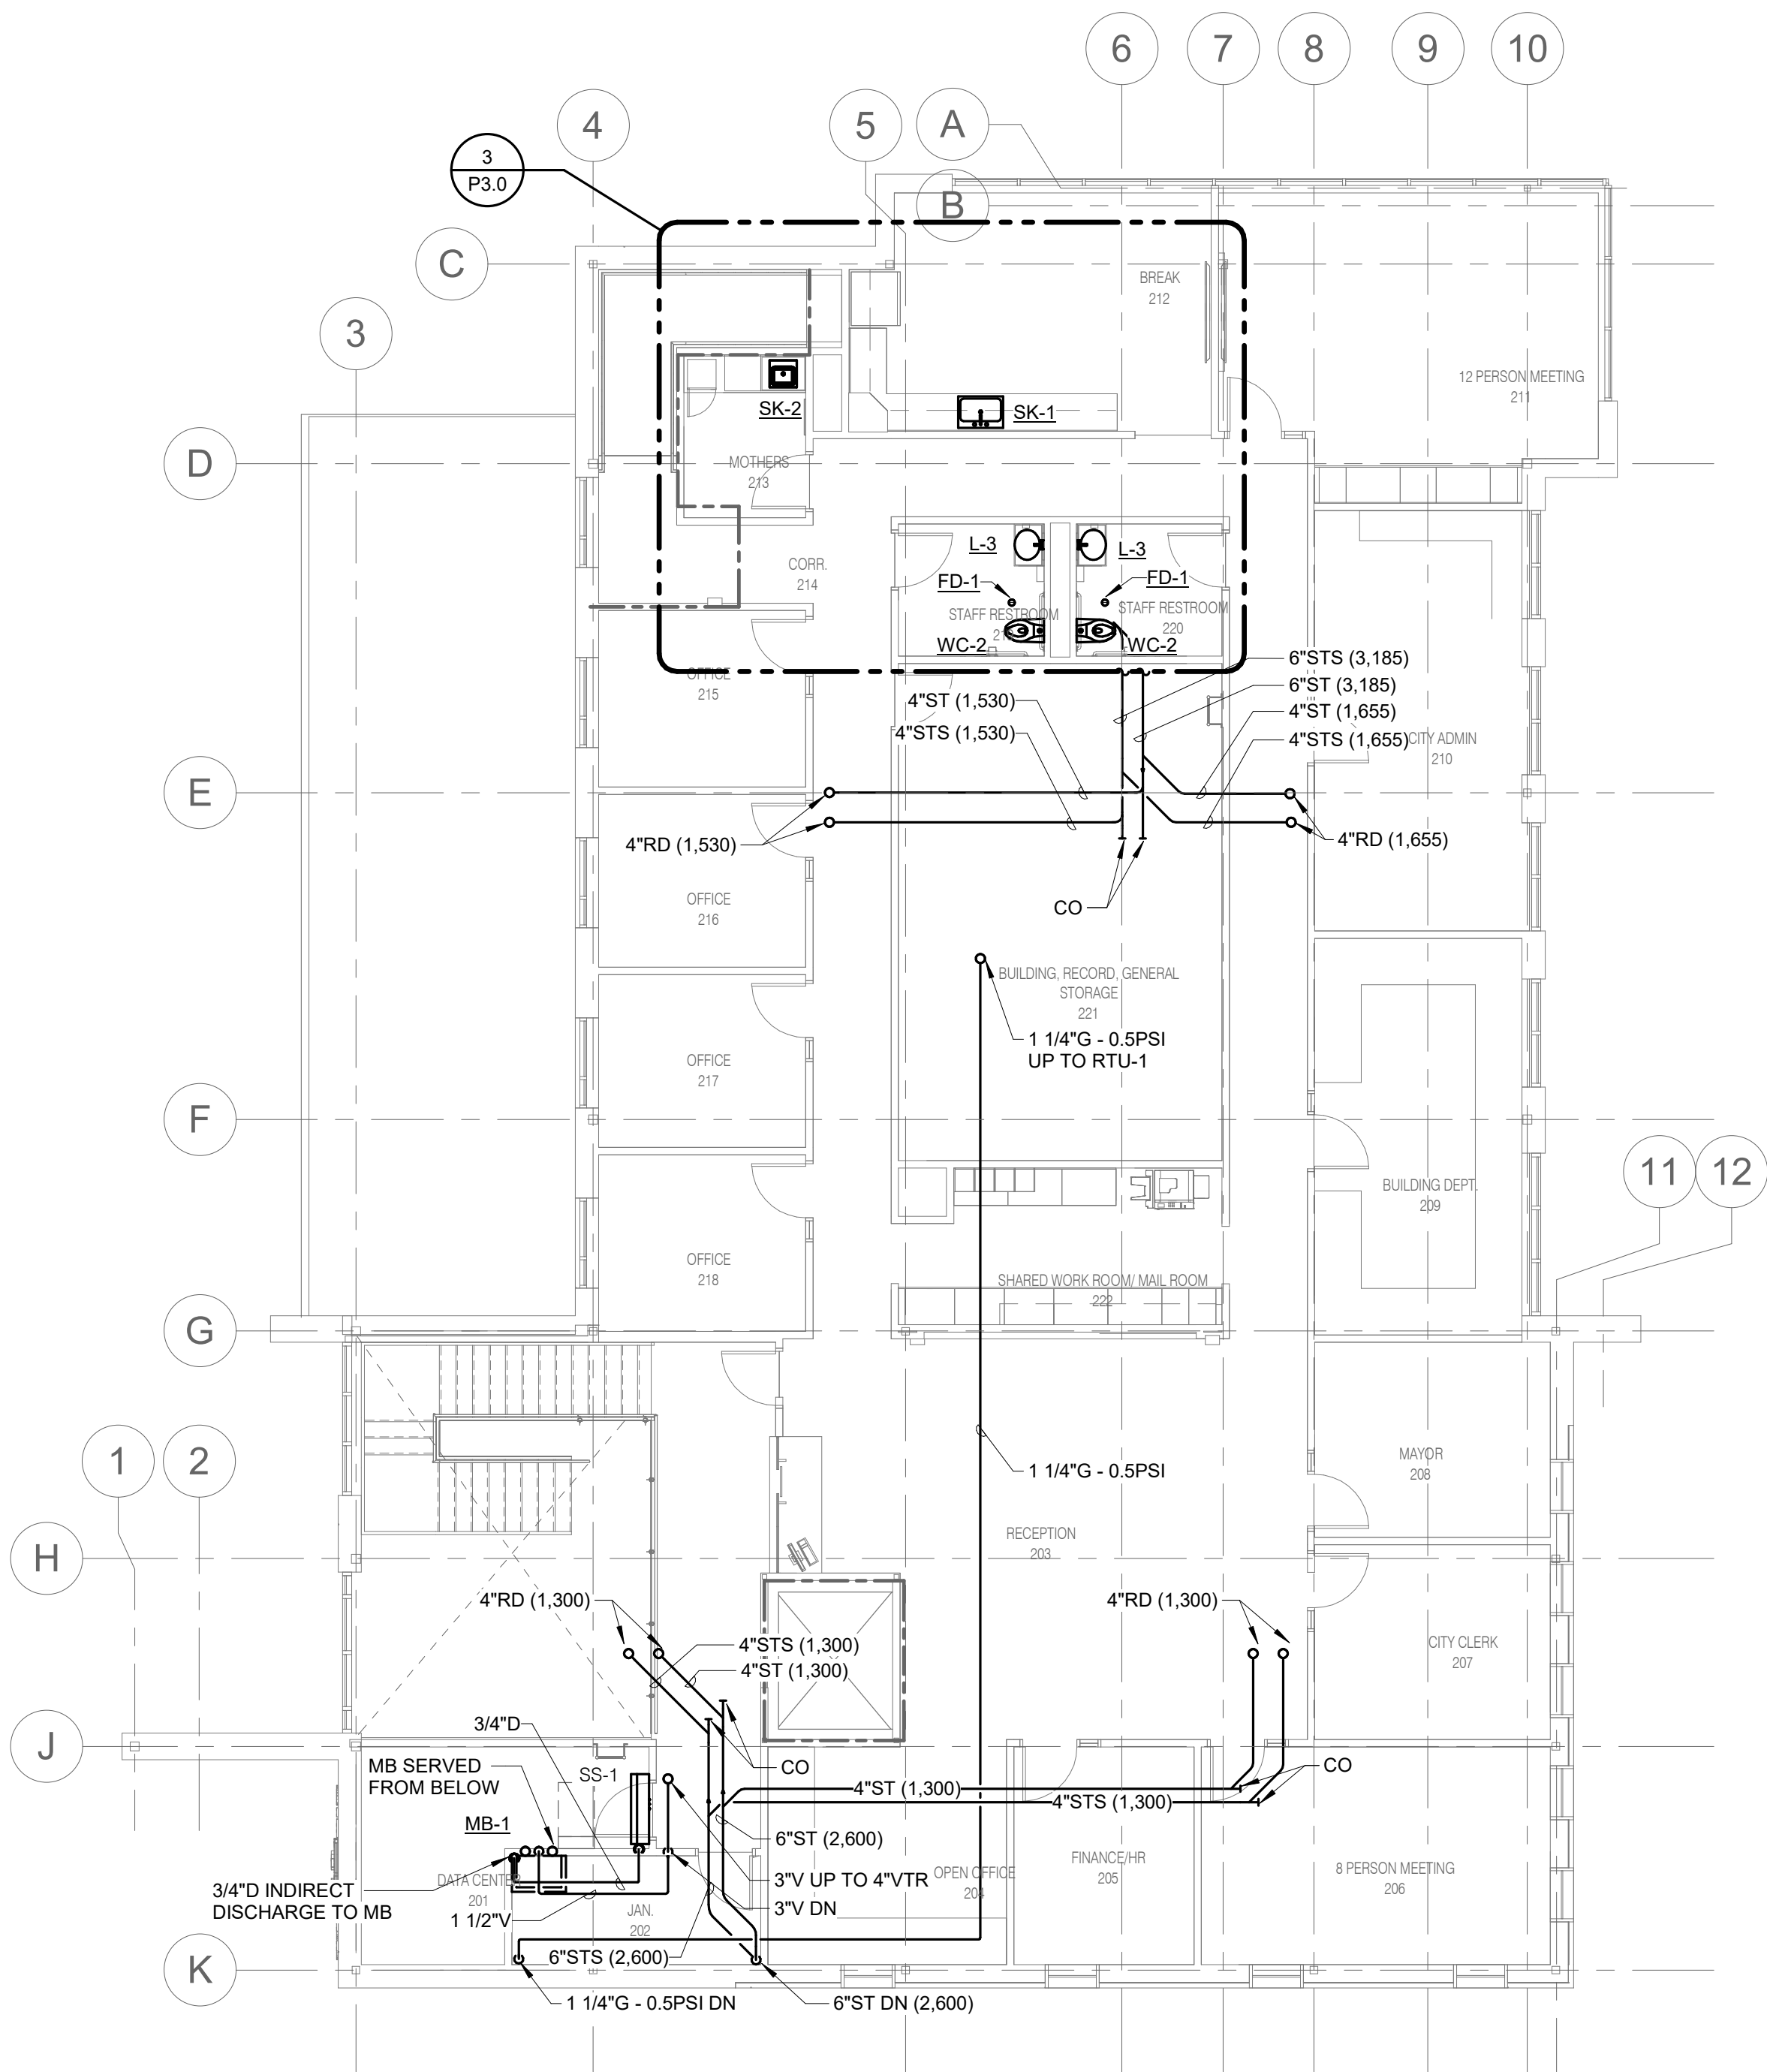 6
7
8
9
10
4
5
A
3
P3.0
B
C
BREAK
212
3
12 PERSON MEETING
211
SK-2
SK-1
D
MOTHERS
213
L-3
L-3
CORR.
214
FD-1
FD-1
STAFF RESTROOM
STAFF RESTROOM
220
WC-2
WC-2
6"STS (3,185)
OFFICE
215
6"ST (3,185)
4"ST (1,530)
4"ST (1,655)
4"STS (1,530)
4"STS (1,655)
CITY ADMIN
210
E
4"RD (1,530)
4"RD (1,655)
OFFICE
216
CO
BUILDING, RECORD, GENERAL
STORAGE
221
1 1/4"G - 0.5PSI
UP TO RTU-1
OFFICE
217
F
11
12
BUILDING DEPT.
209
OFFICE
218
SHARED WORK ROOM/ MAIL ROOM
222
G
1
2
MAYOR
208
1 1/4"G - 0.5PSI
RECEPTION
203
H
4"RD (1,300)
4"RD (1,300)
4"STS (1,300)
CITY CLERK
207
4"ST (1,300)
3/4"D
J
MB SERVED
FROM BELOW
SS-1
CO
CO
4"ST (1,300)
4"STS (1,300)
MB-1
6"ST (2,600)
FINANCE/HR
205
8 PERSON MEETING
206
DATA CENTER
201
OPEN OFFICE
204
3"V UP TO 4"VTR
3/4"D INDIRECT
DISCHARGE TO MB
3"V DN
1 1/2"V
JAN.
202
6"STS (2,600)
K
1 1/4"G - 0.5PSI DN
6"ST DN (2,600)